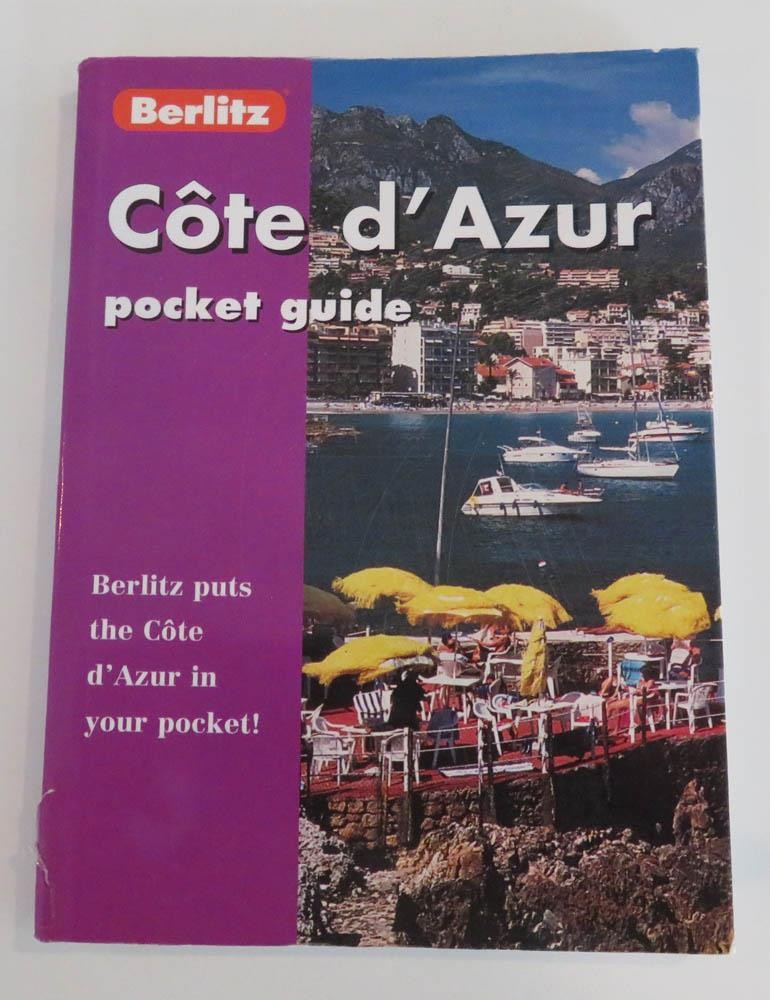 Berlitz
Côte d'Azur
pocket guide
Berlitz puts
the Côte
d'Azur in
your pocket!